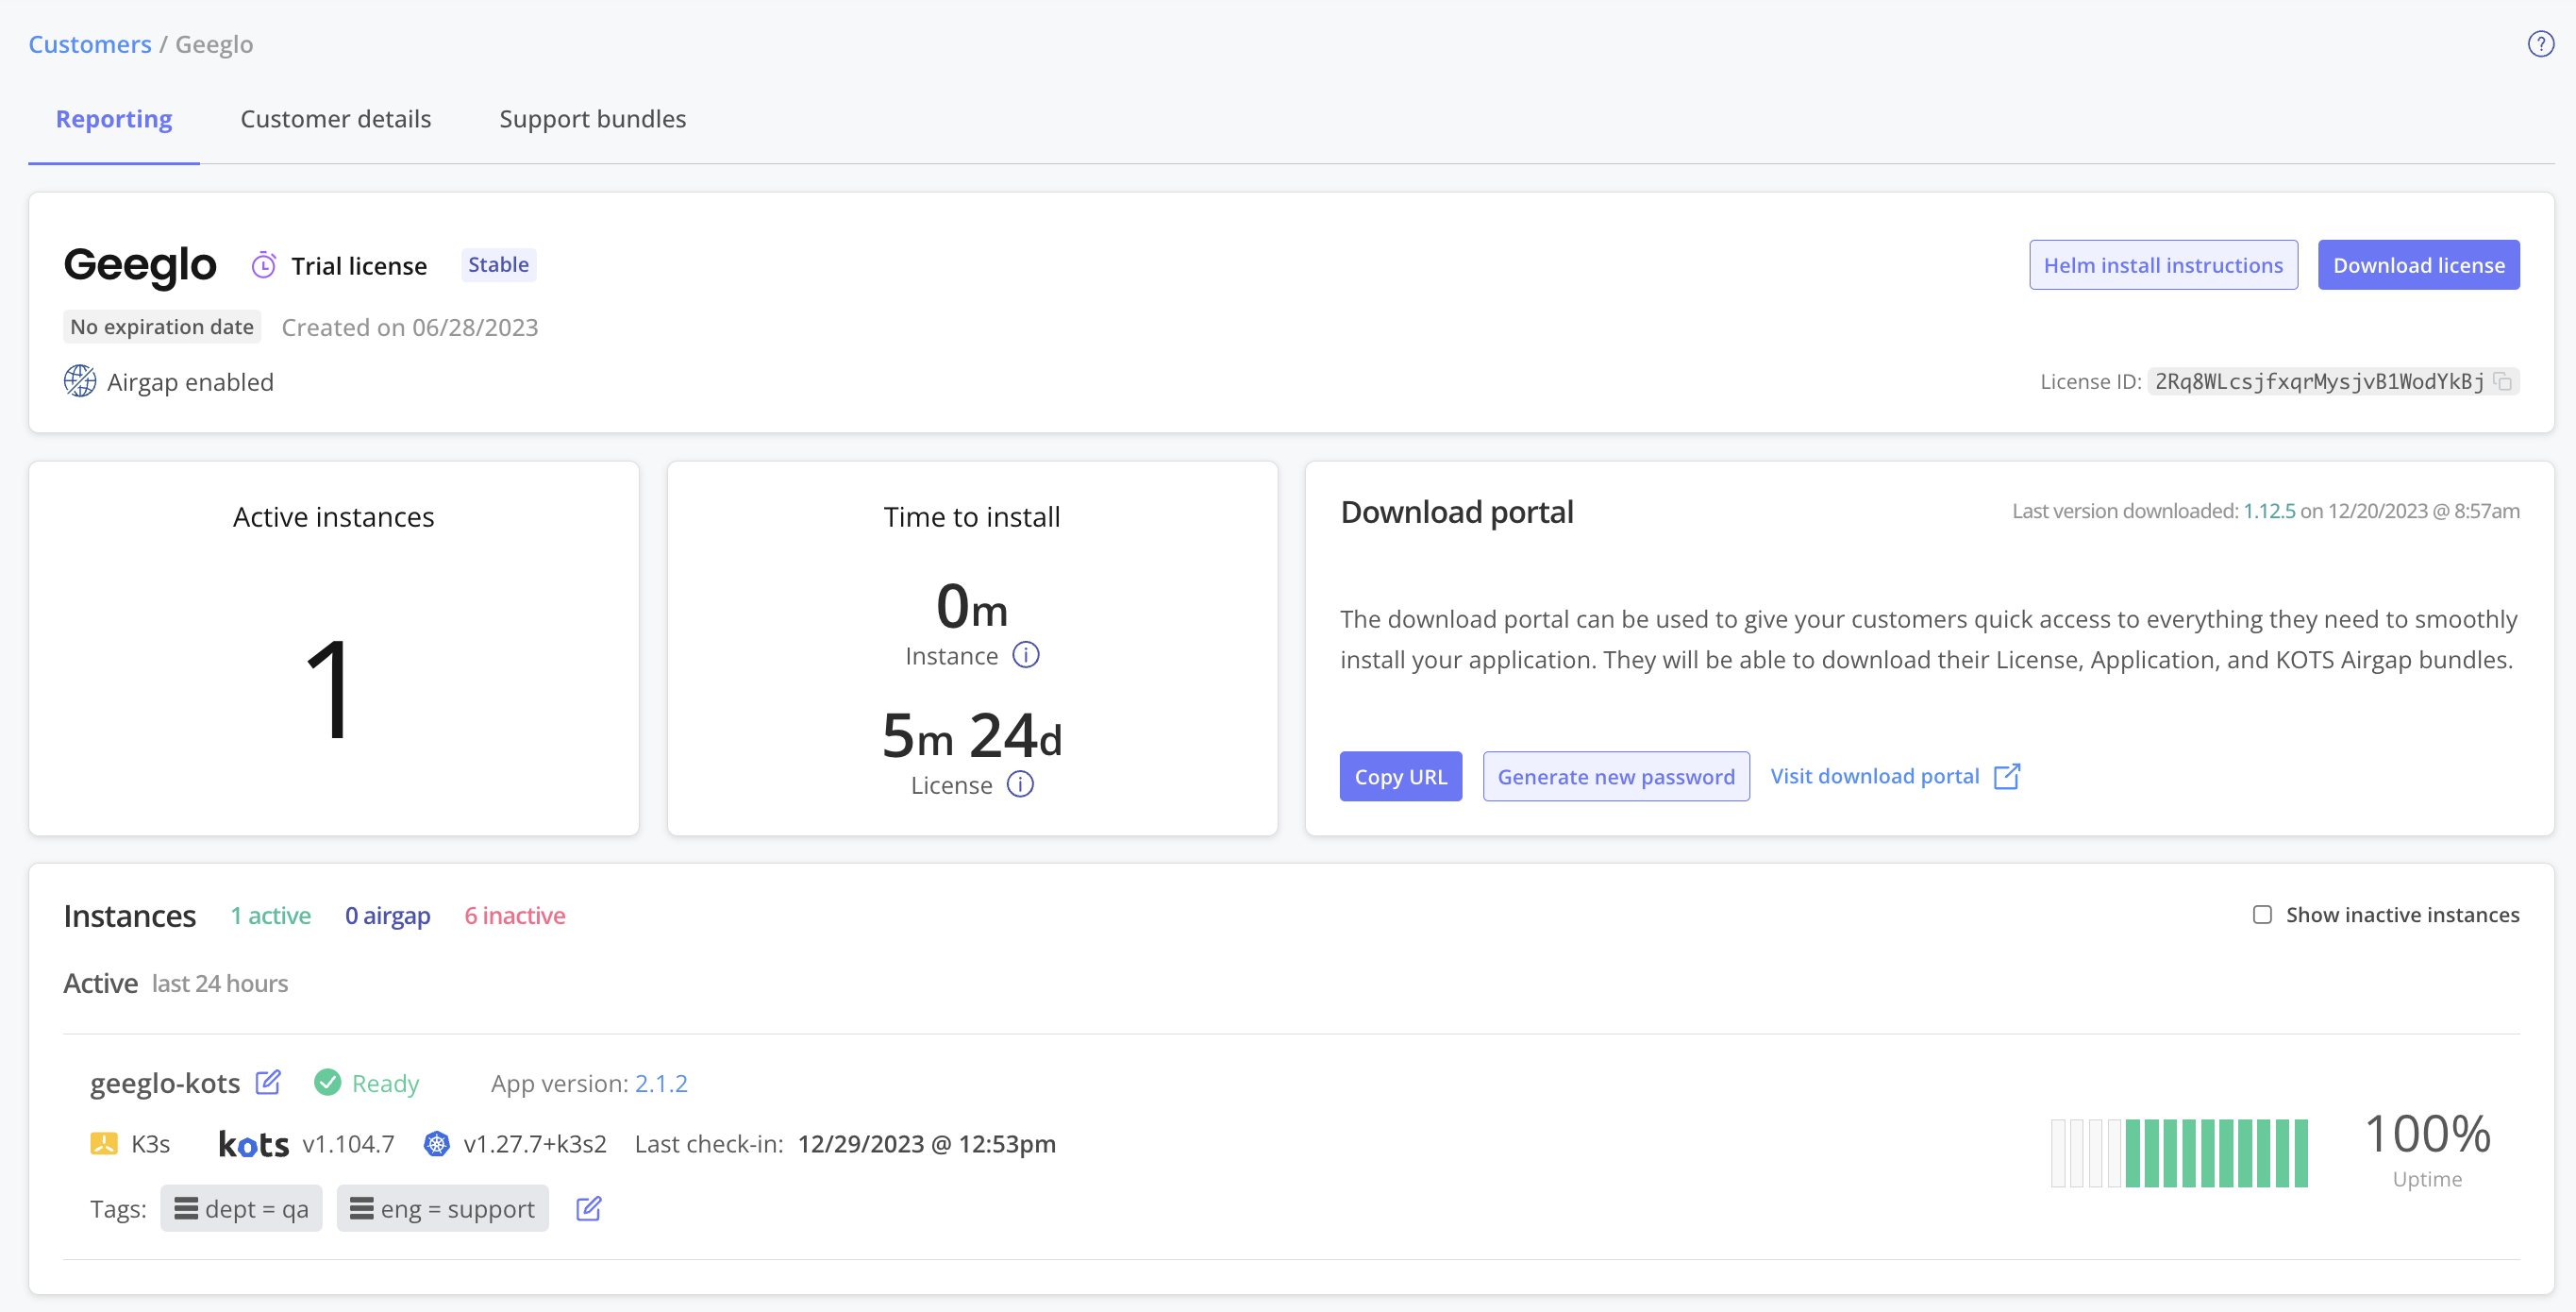 Customers / Geeglo
?
Reporting Customer details Support bundles
Geeglo Trial license Stable Helm install instructions Download license
No expiration date Created on 06/28/2023
Airgap enabled License ID: 2Rq8WLcsjfxqrMysjvB1WodYkBj
Active instances
1
Time to install
0m
Instance i
5m 24d
License i
Download portal Last version downloaded: 1.12.5 on 12/20/2023 @ 8:57am
The download portal can be used to give your customers quick access to everything they need to smoothly
install your application. They will be able to download their License, Application, and KOTS Airgap bundles.
Copy URL Generate new password Visit download portal
Instances 1 active 0 airgap 6 inactive Show inactive instances
Active last 24 hours
geeglo-kots Ready App version: 2.1.2
K3s kots v1.104.7 v1.27.7+k3s2 Last check-in: 12/29/2023 @ 12:53pm
Tags: dept = qa eng = support
100%
Uptime